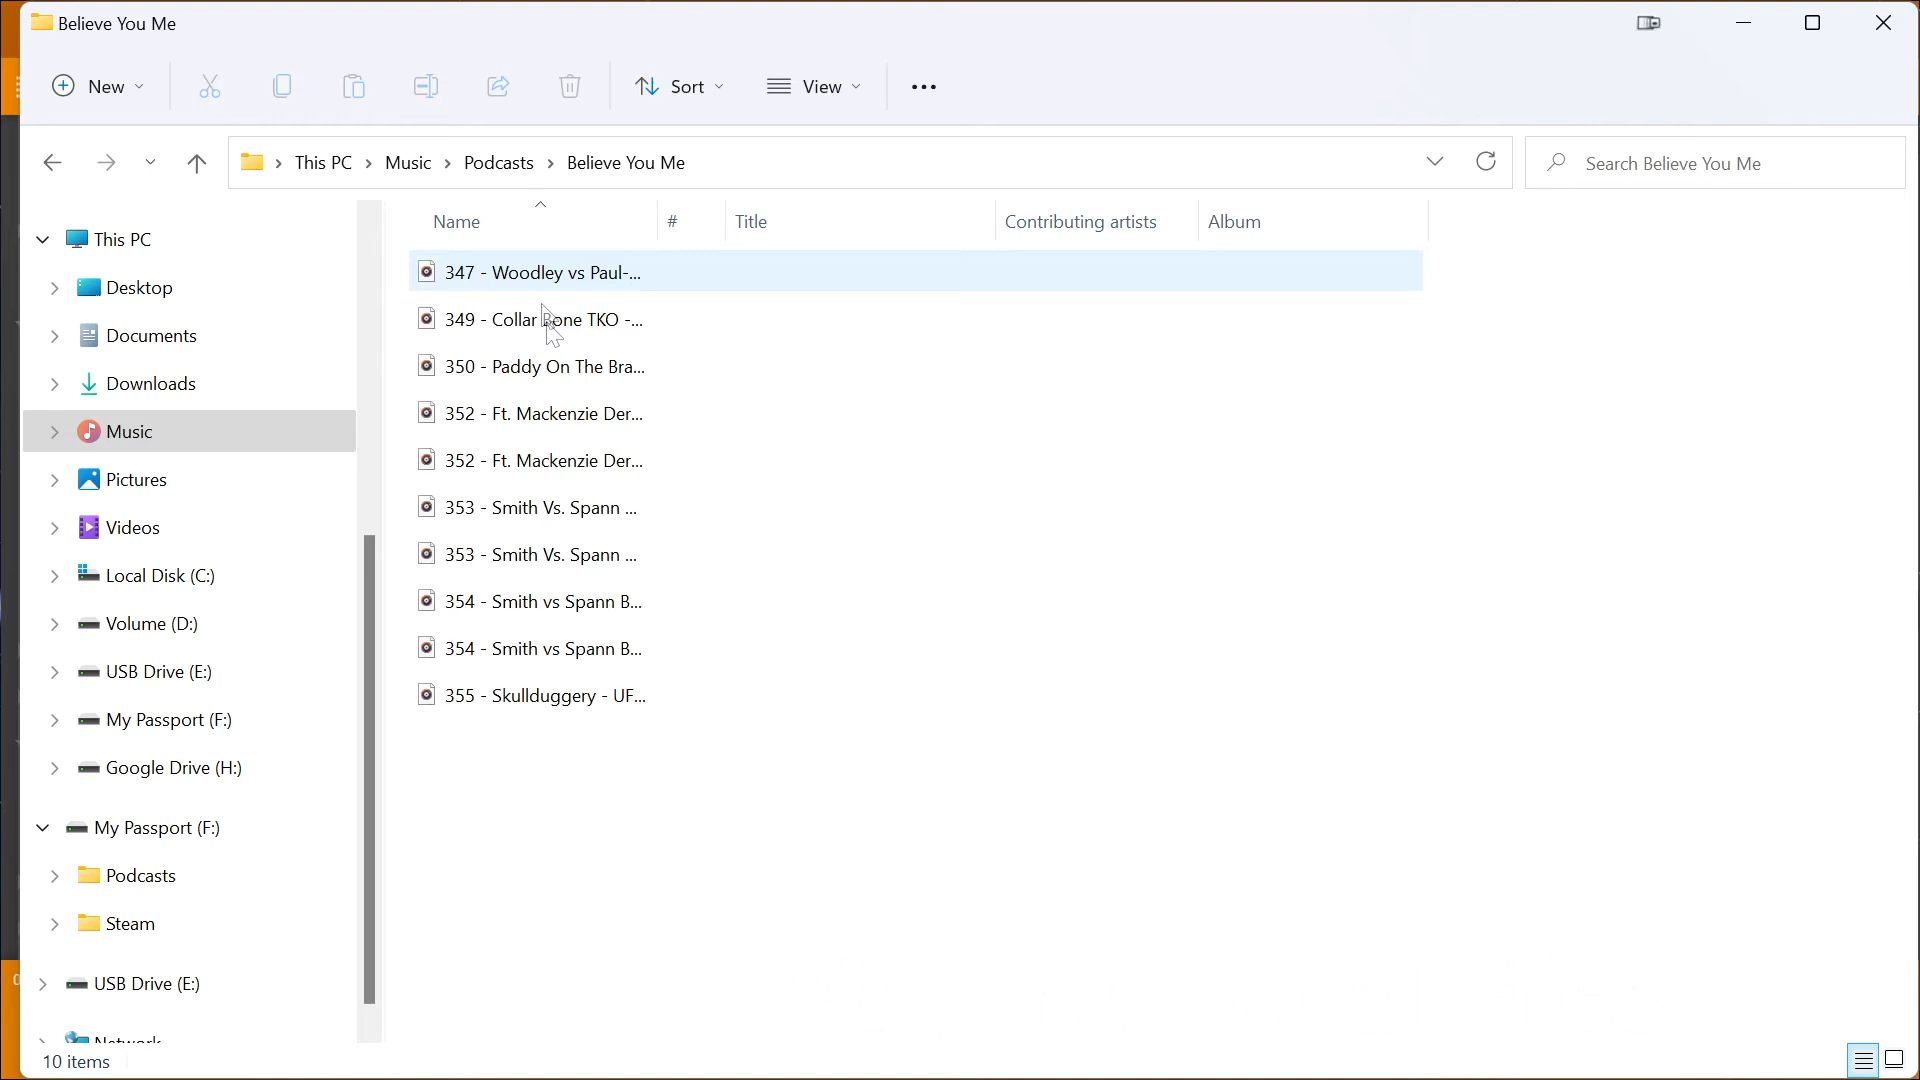 Believe You Me
New
Sort
View
This PC > Music > Podcasts > Believe You Me
Search Believe You Me
Name
#
Title
Contributing artists
Album
This PC
Desktop
Documents
Downloads
Music
Pictures
Videos
Local Disk (C:)
Volume (D:)
USB Drive (E:)
My Passport (F:)
Google Drive (H:)
My Passport (F:)
Podcasts
Steam
USB Drive (E:)
Network
347 - Woodley vs Paul-...
349 - Collar Bone TKO -...
350 - Paddy On The Bra...
352 - Ft. Mackenzie Der...
352 - Ft. Mackenzie Der...
353 - Smith Vs. Spann ...
353 - Smith Vs. Spann ...
354 - Smith vs Spann B...
354 - Smith vs Spann B...
355 - Skullduggery - UF...
10 items